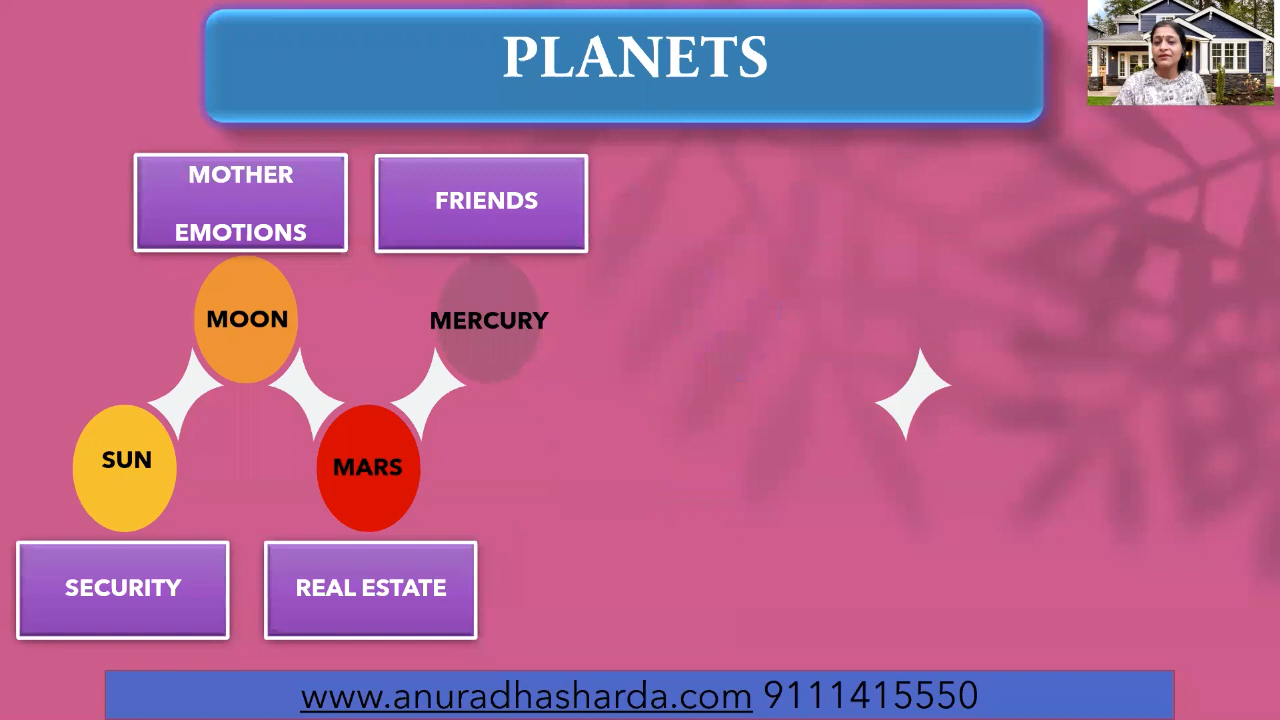 PLANETS
MOTHER
EMOTIONS
FRIENDS
MOON
MERCURY
SUN
MARS
SECURITY
REAL ESTATE
www.anuradhasharda.com 9111415550